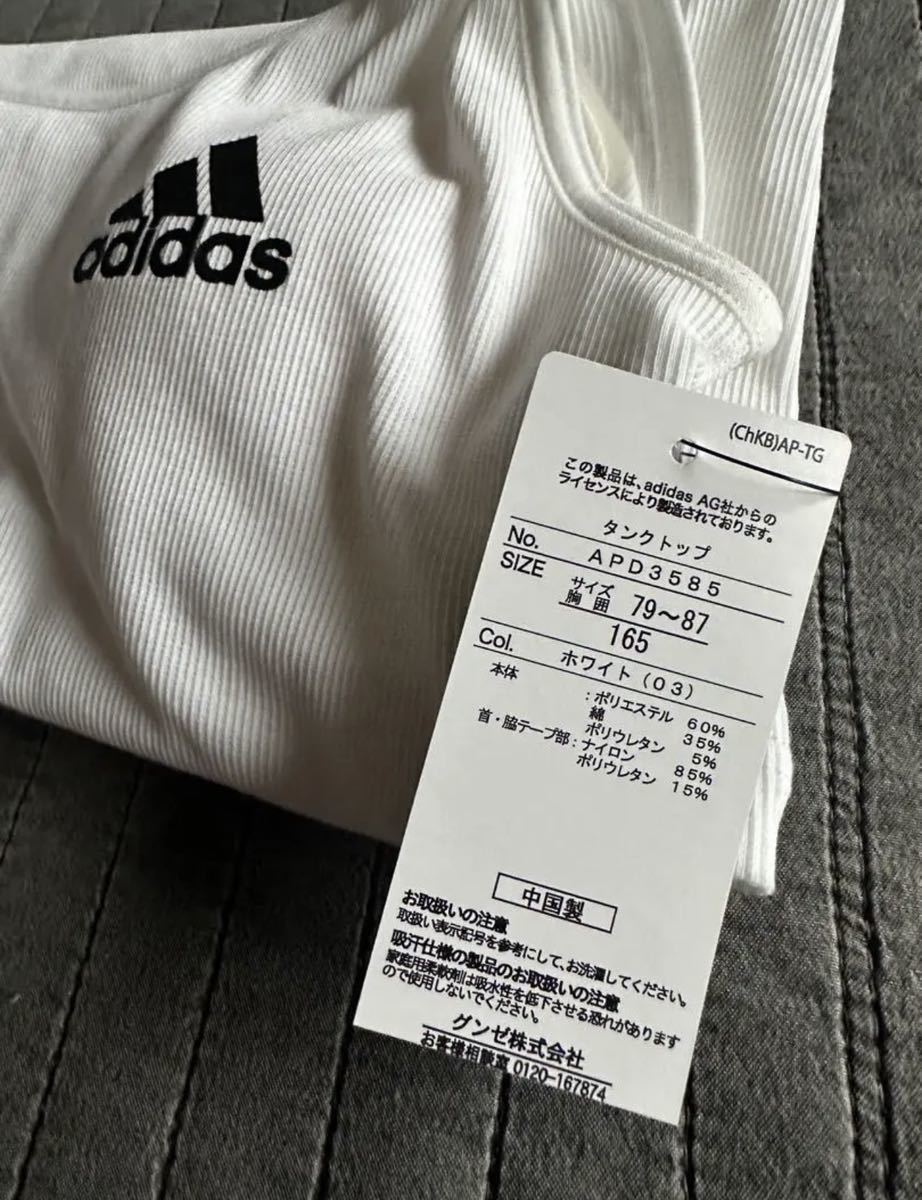 adidas
(ChKB)AP-TG
この製品は、adidas AG社からの
ライセンスにより製造されております。
タンクトップ
No. APD3585
SIZE サイズ
胸囲 79〜87
165
Col. ホワイト(03)
本体 :ポリエステル 60%
綿 35%
ポリウレタン 5%
首・脇テープ部:ナイロン 85%
ポリウレタン 15%
中国製
お取扱いの注意
取扱い表示記号を参考にして、お洗濯してください。
吸汗仕様の製品のお取扱いの注意
家庭用柔軟剤は吸水性を低下させる恐れがあります
ので使用しないでください。
グンゼ株式会社
お客様相談室 0120-167874